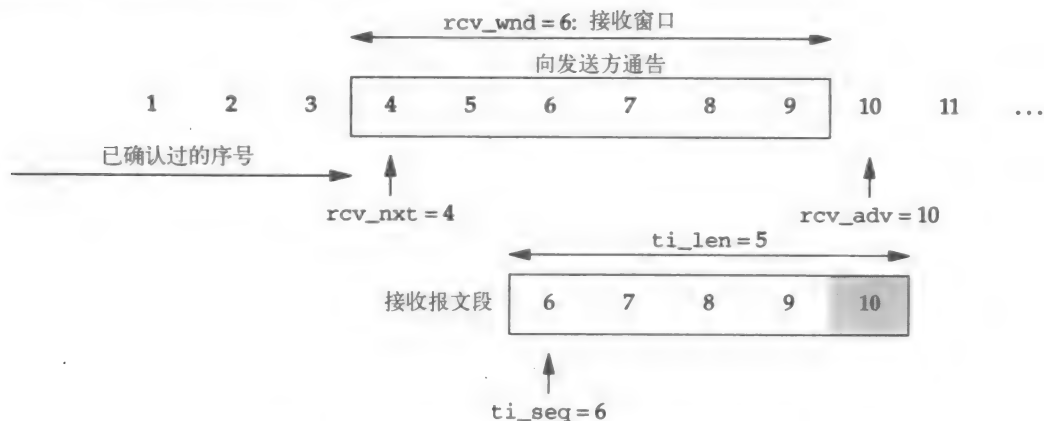 rcv_wnd = 6: 接收窗口
向发送方通告
1 2 3 4 5 6 7 8 9 10 11 ...
已确认过的序号
rcv_nxt = 4
rcv_adv = 10
ti_len = 5
接收报文段 6 7 8 9 10
ti_seq = 6